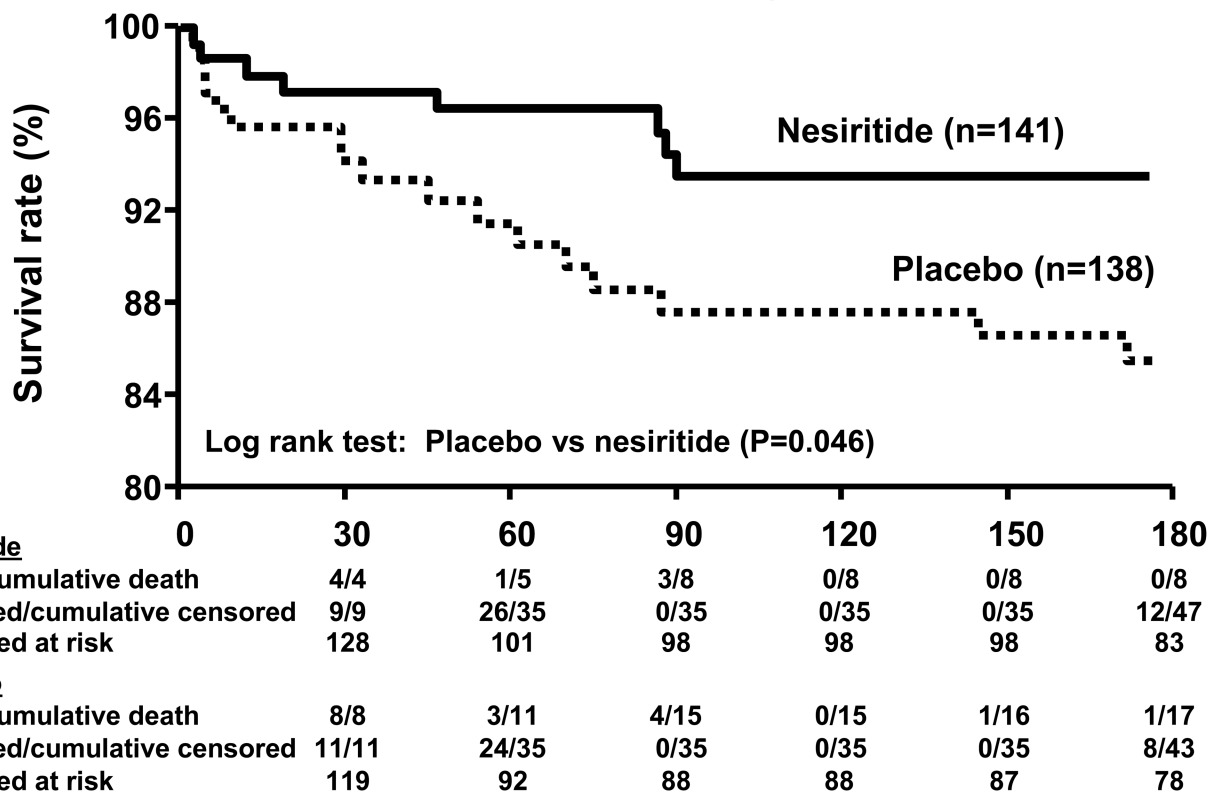 100
96
92
88
84
80
Survival rate (%)
Nesiritide (n=141)
Placebo (n=138)
Log rank test: Placebo vs nesiritide (P=0.046)
0 30 60 90 120 150 180
de
umulative death 4/4 1/5 3/8 0/8 0/8 0/8
ed/cumulative censored 9/9 26/35 0/35 0/35 0/35 12/47
ed at risk 128 101 98 98 98 83
umulative death 8/8 3/11 4/15 0/15 1/16 1/17
ed/cumulative censored 11/11 24/35 0/35 0/35 0/35 8/43
ed at risk 119 92 88 88 87 78